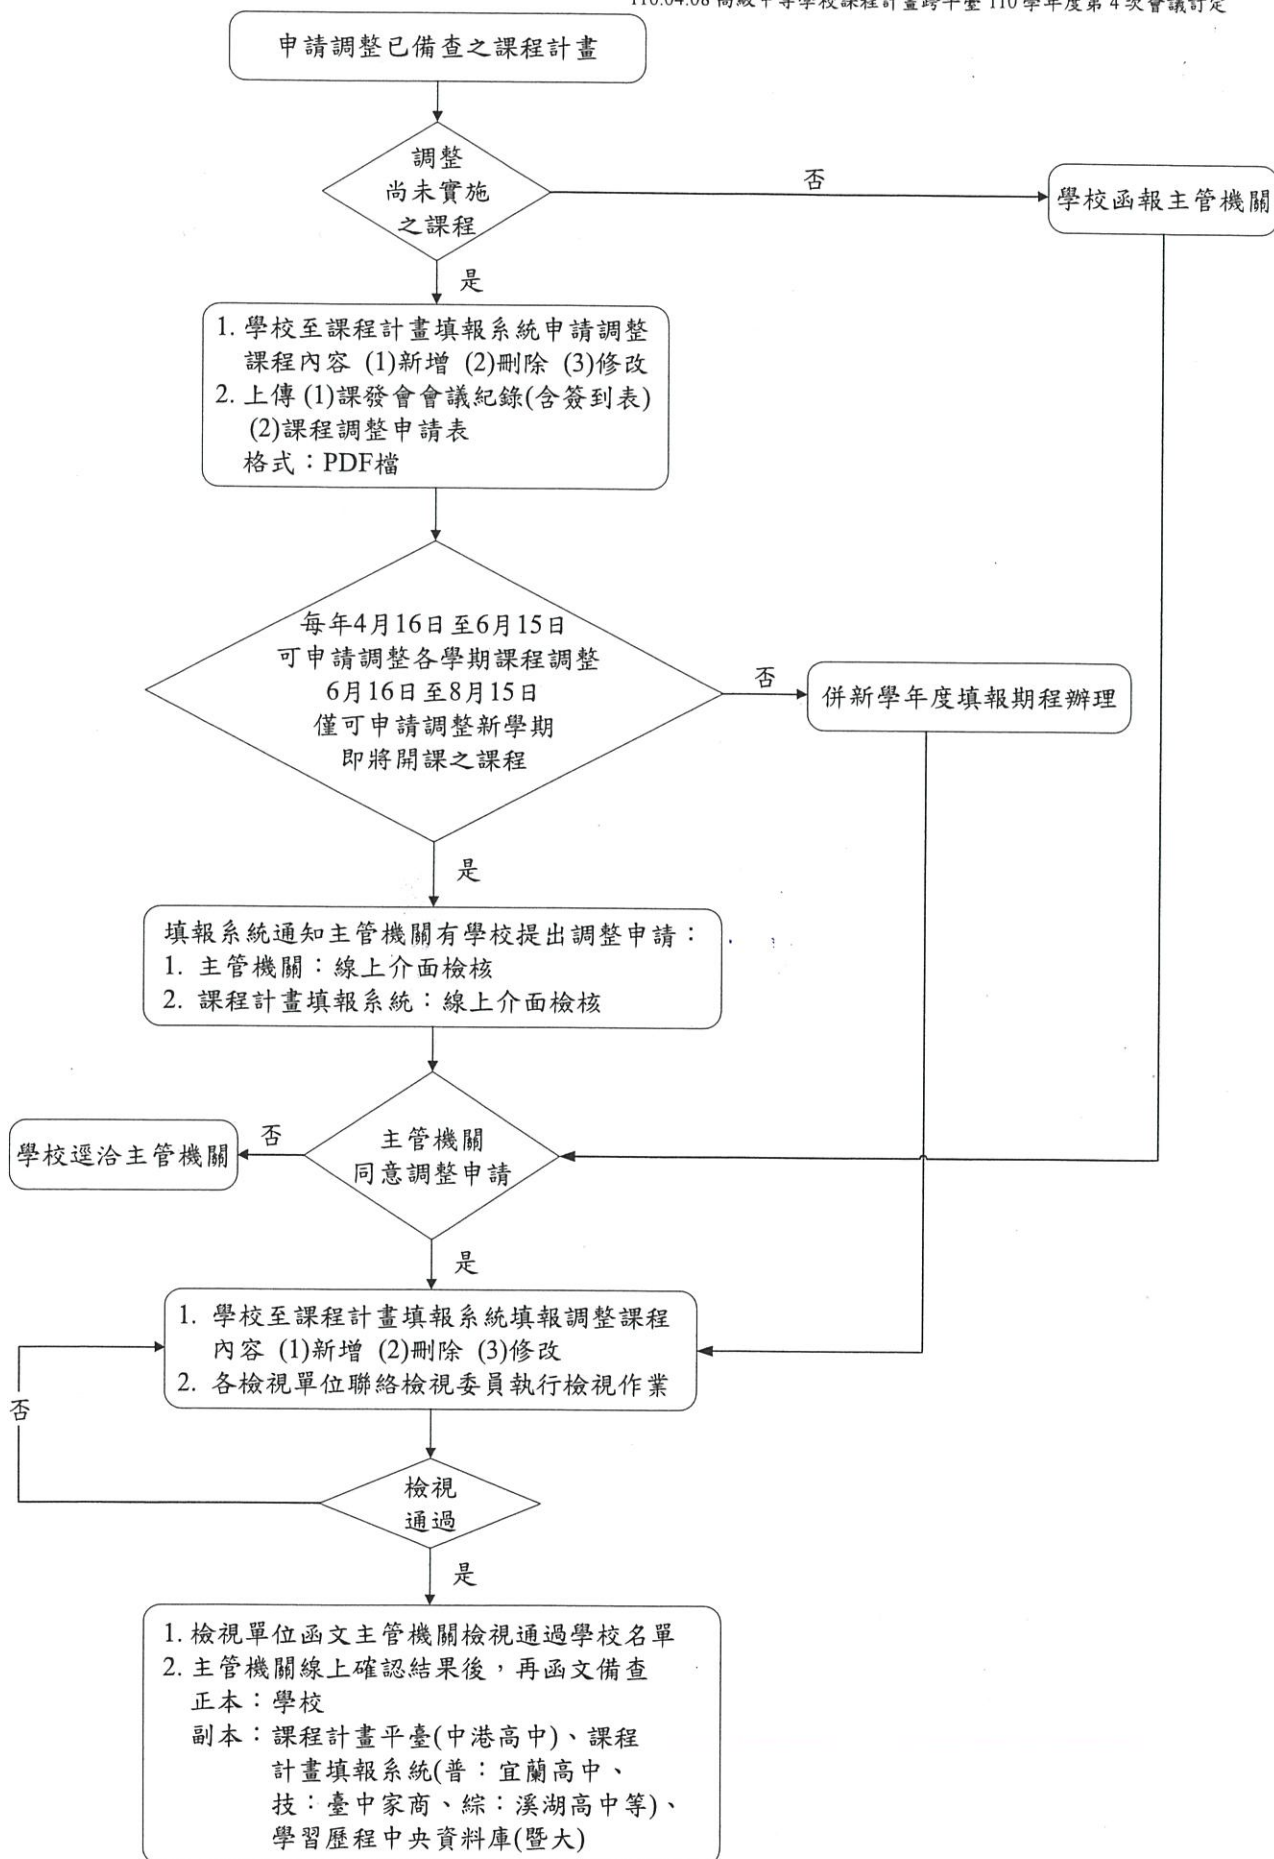 110.04.08 高級中等學校課程計畫跨平臺 110 學年度第 4 次會議訂定
申請調整已備查之課程計畫
調整
尚未實施
之課程
否
學校函報主管機關
是
1. 學校至課程計畫填報系統申請調整
課程內容 (1)新增 (2)刪除 (3)修改
2. 上傳 (1)課發會會議紀錄(含簽到表)
(2)課程調整申請表
格式：PDF檔
每年4月16日至6月15日
可申請調整各學期課程調整
6月16日至8月15日
僅可申請調整新學期
即將開課之課程
否
併新學年度填報期程辦理
是
填報系統通知主管機關有學校提出調整申請：
1. 主管機關：線上介面檢核
2. 課程計畫填報系統：線上介面檢核
主管機關
同意調整申請
否
學校逕洽主管機關
是
1. 學校至課程計畫填報系統填報調整課程
內容 (1)新增 (2)刪除 (3)修改
2. 各檢視單位聯絡檢視委員執行檢視作業
否
檢視
通過
是
1. 檢視單位函文主管機關檢視通過學校名單
2. 主管機關線上確認結果後，再函文備查
正本：學校
副本：課程計畫平臺(中港高中)、課程
計畫填報系統(普：宜蘭高中、
技：臺中家商、綜：溪湖高中等)、
學習歷程中央資料庫(暨大)